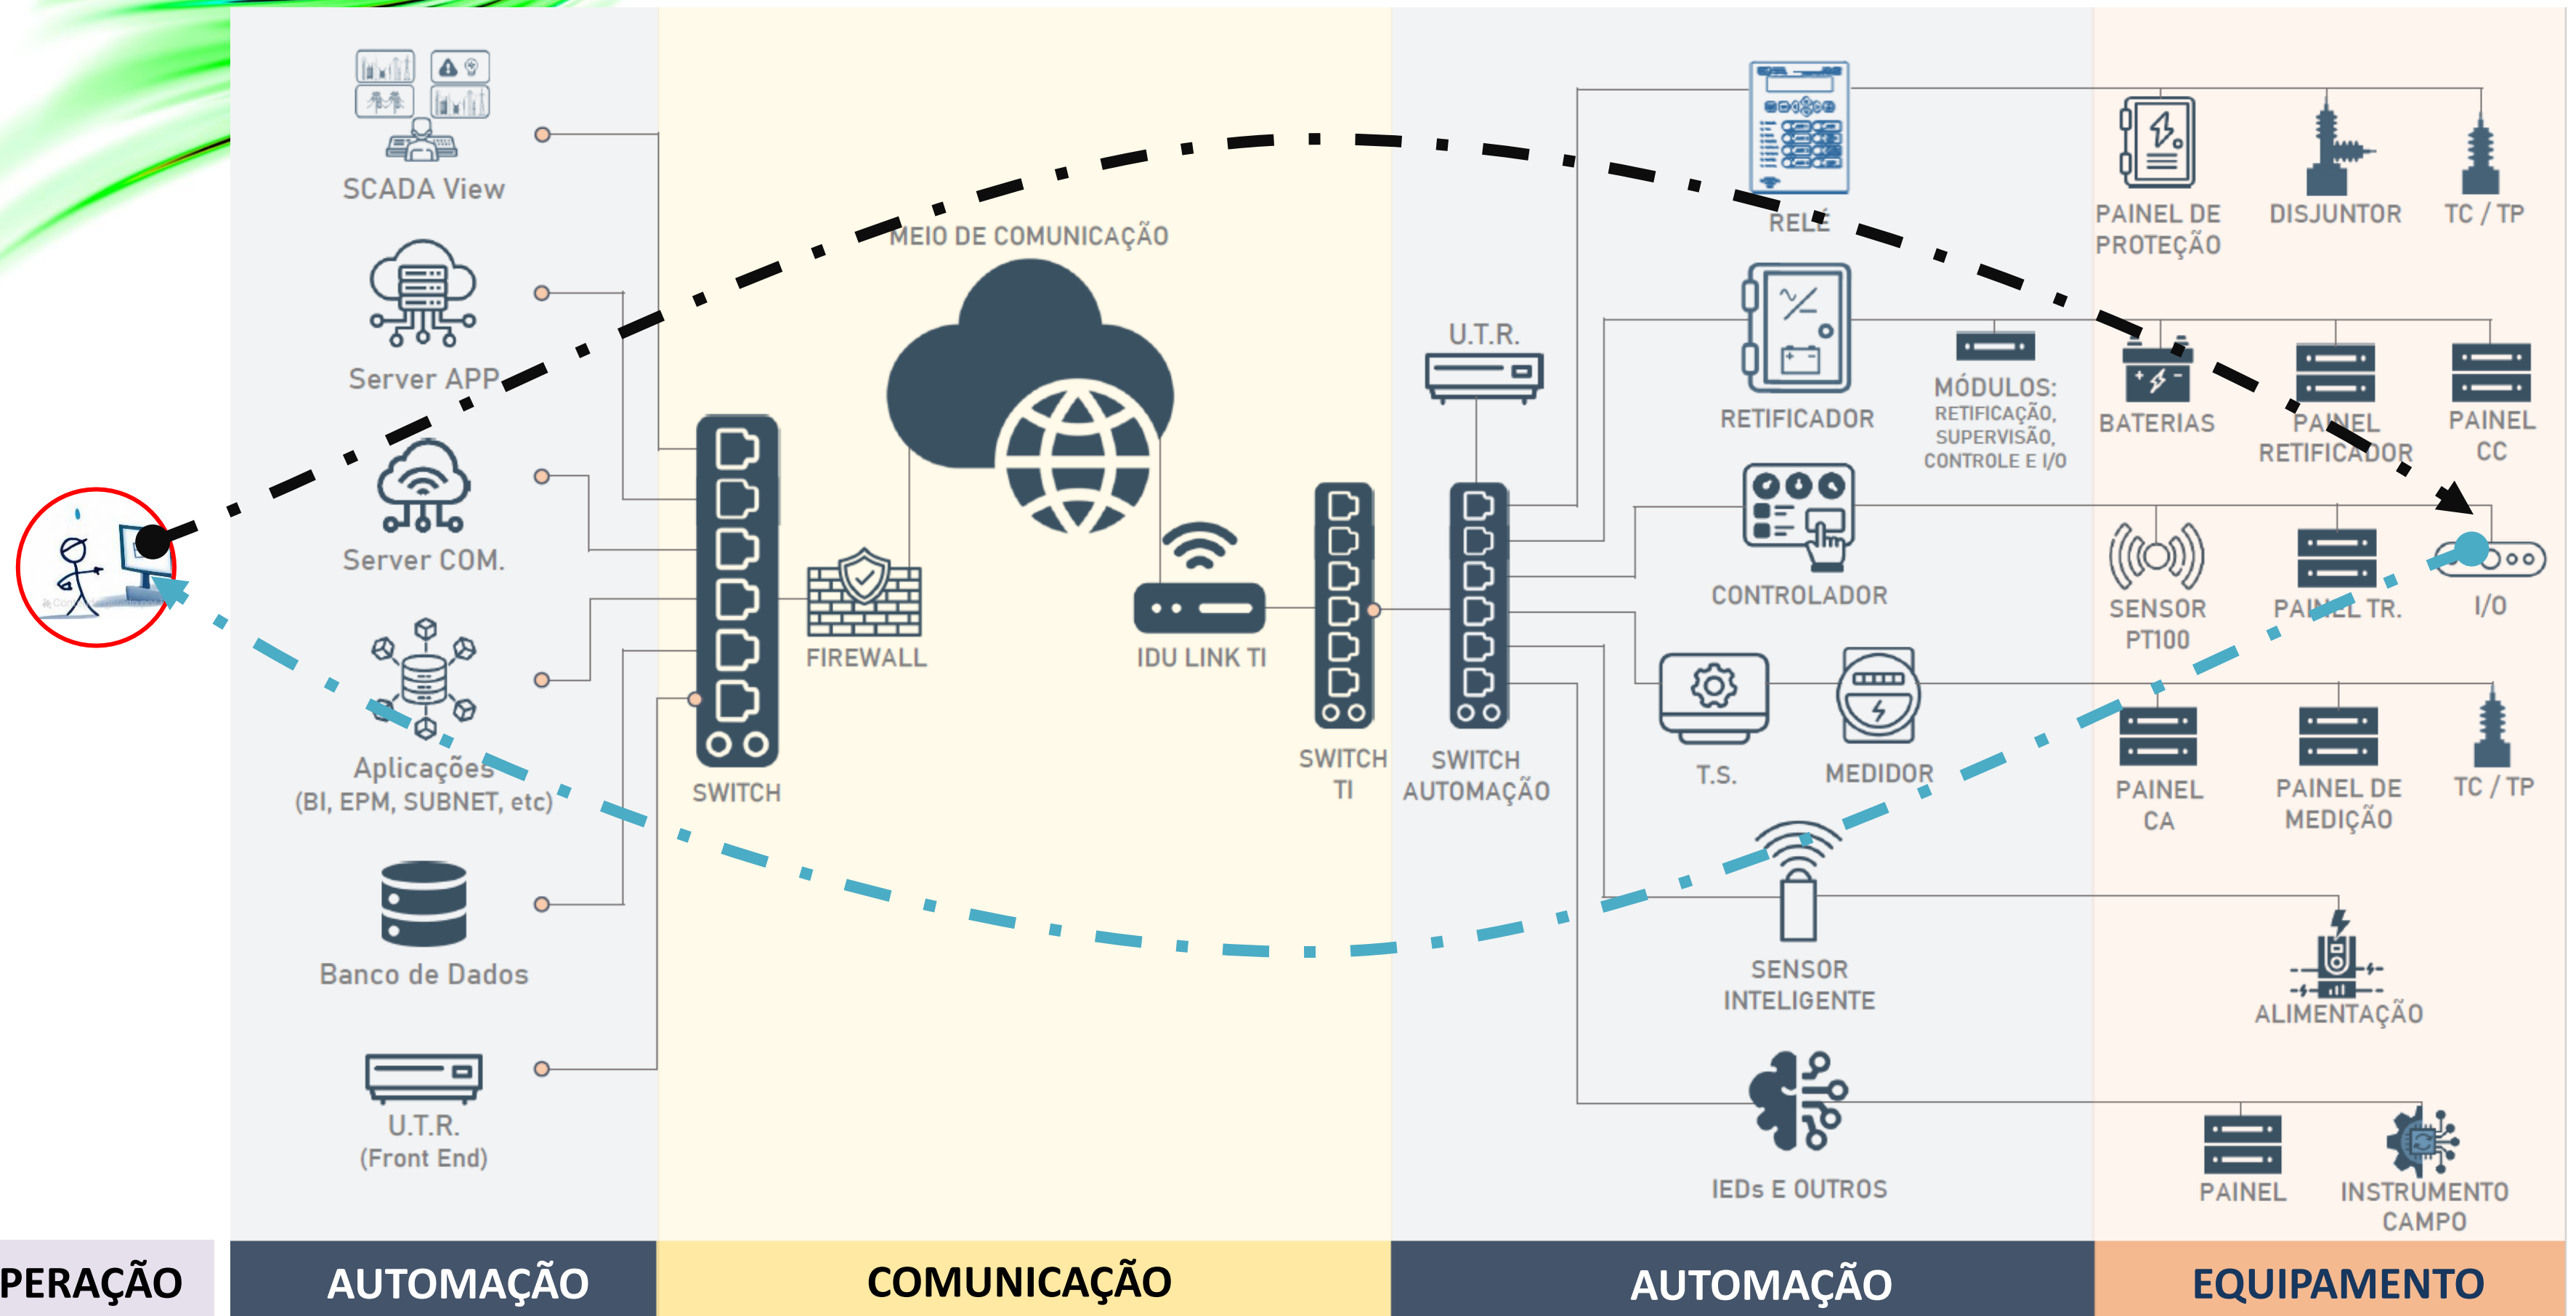 SCADA View
Server APP
Server COM.
Aplicações
(BI, EPM, SUBNET, etc)
Banco de Dados
U.T.R.
(Front End)
SWITCH
MEIO DE COMUNICAÇÃO
FIREWALL
IDU LINK TI
SWITCH
TI
U.T.R.
SWITCH
AUTOMAÇÃO
RELÉ
RETIFICADOR
MÓDULOS:
RETIFICAÇÃO,
SUPERVISÃO,
CONTROLE E I/O
CONTROLADOR
T.S.
MEDIDOR
SENSOR
INTELIGENTE
IEDs E OUTROS
PAINEL DE
PROTEÇÃO
DISJUNTOR
TC / TP
BATERIAS
PAINEL
RETIFICADOR
PAINEL
CC
SENSOR
PT100
PAINEL TR.
I/O
PAINEL
CA
PAINEL DE
MEDIÇÃO
TC / TP
ALIMENTAÇÃO
PAINEL
INSTRUMENTO
CAMPO
PERAÇÃO
AUTOMAÇÃO
COMUNICAÇÃO
AUTOMAÇÃO
EQUIPAMENTO